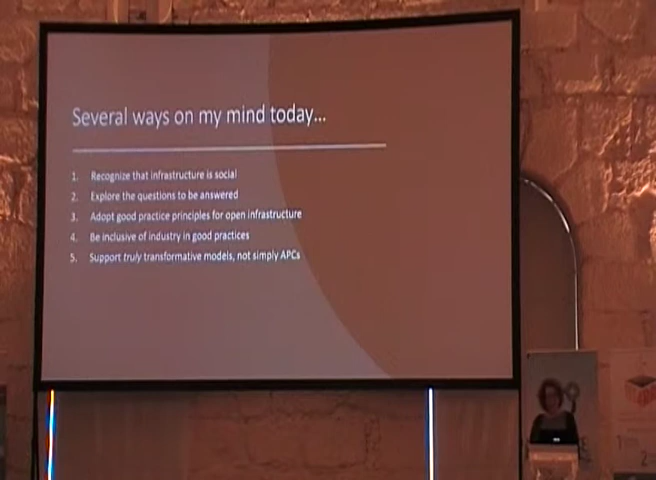 Several ways on my mind today...
1. Recognize that infrastructure is social
2. Explore the questions to be answered
3. Adopt good practice principles for open infrastructure
4. Be inclusive of industry in good practices
5. Support truly transformative models, not simply APCs
1
2